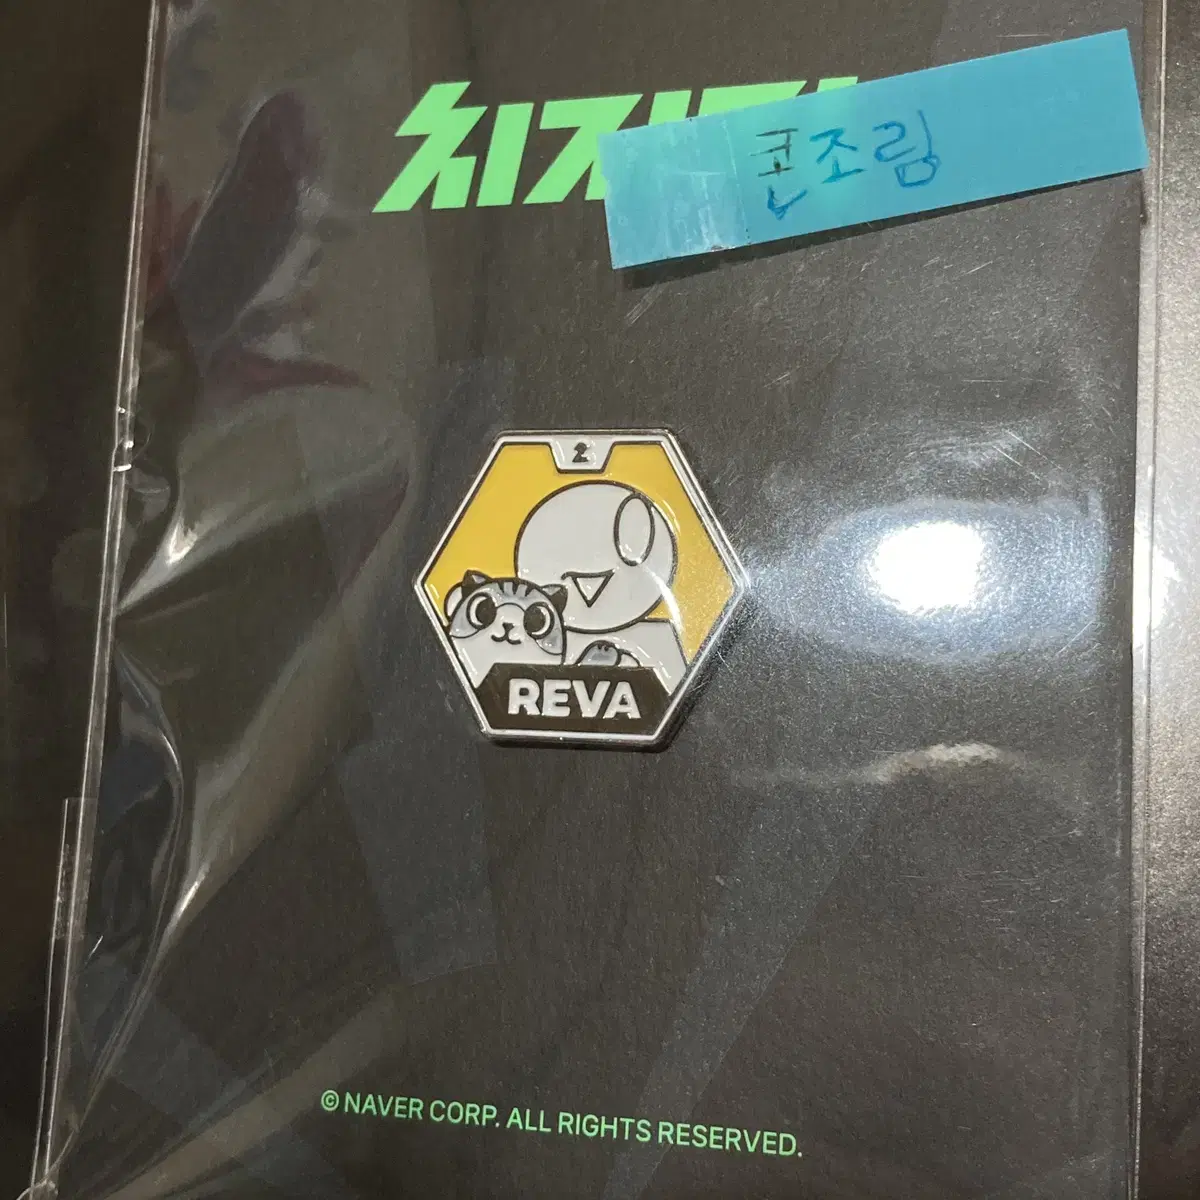 치지직
콘조림
2
REVA
© NAVER CORP. ALL RIGHTS RESERVED.